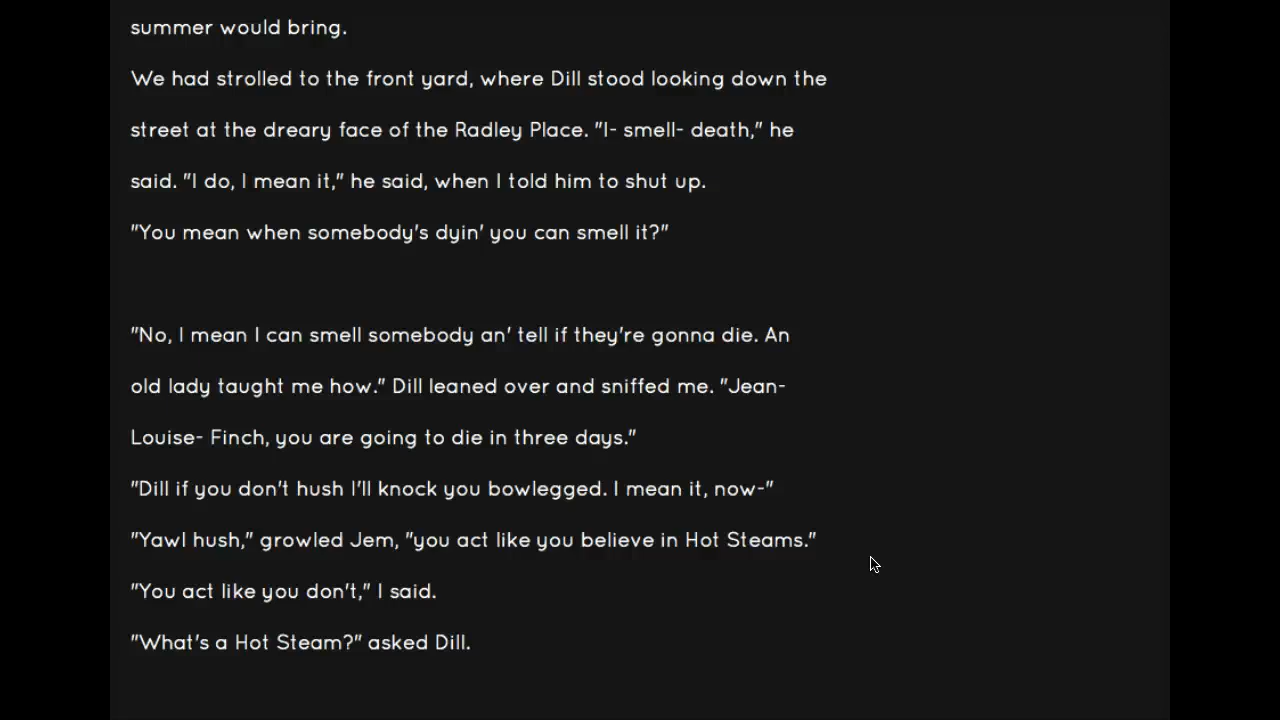 summer would bring.
We had strolled to the front yard, where Dill stood looking down the
street at the dreary face of the Radley Place. "I- smell- death," he
said. "I do, I mean it," he said, when I told him to shut up.
"You mean when somebody's dyin' you can smell it?"
"No, I mean I can smell somebody an' tell if they're gonna die. An
old lady taught me how." Dill leaned over and sniffed me. "Jean-
Louise- Finch, you are going to die in three days."
"Dill if you don't hush I'll knock you bowlegged. I mean it, now-"
"Yawl hush," growled Jem, "you act like you believe in Hot Steams."
"You act like you don't," I said.
"What's a Hot Steam?" asked Dill.